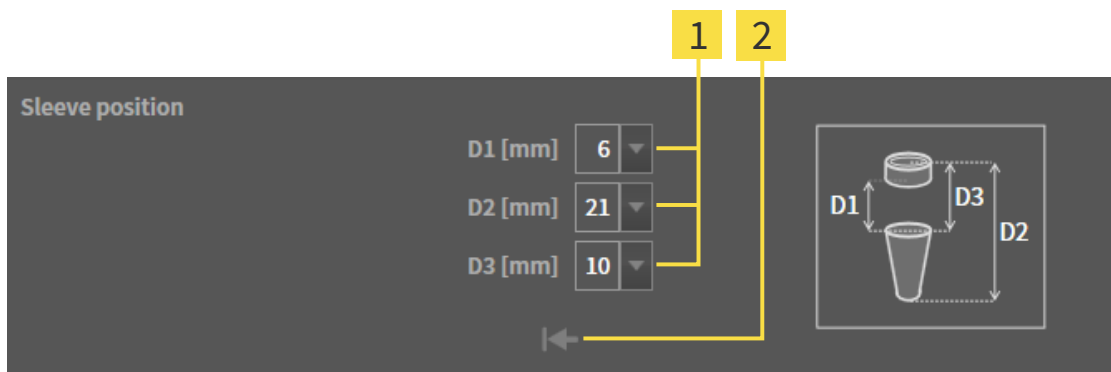 1 2
Sleeve position
D1 [mm] 6
D2 [mm] 21
D3 [mm] 10
D1 D3
D2